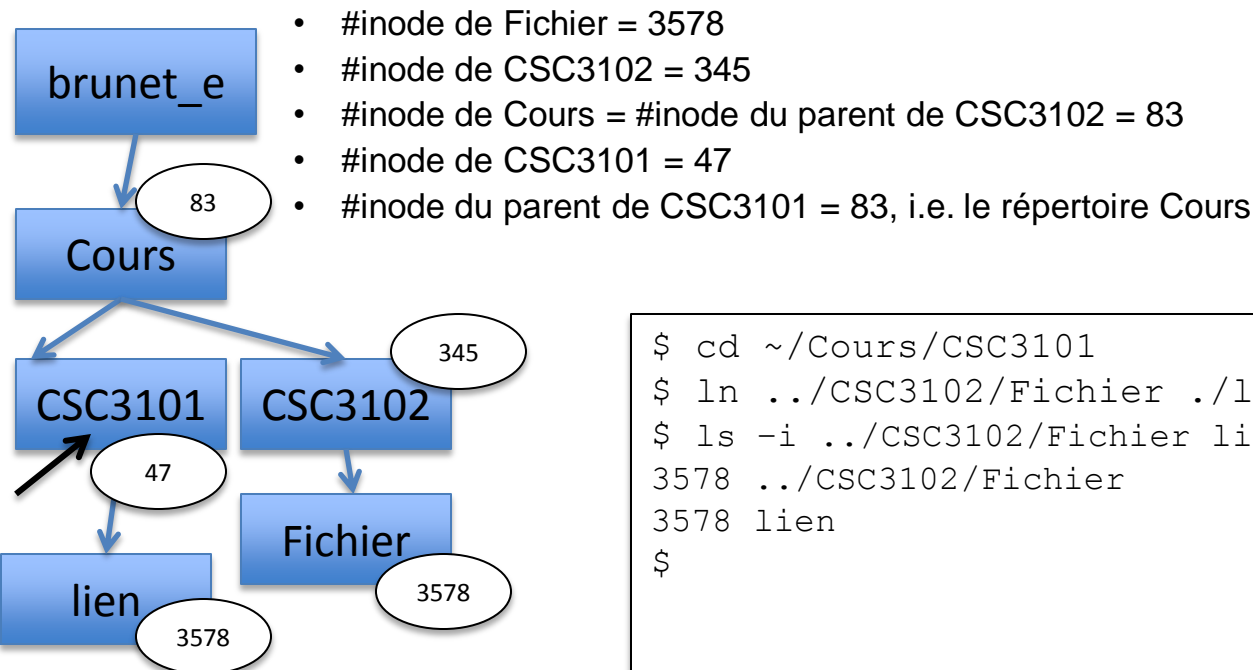 • #inode de Fichier = 3578
• #inode de CSC3102 = 345
• #inode de Cours = #inode du parent de CSC3102 = 83
• #inode de CSC3101 = 47
• #inode du parent de CSC3101 = 83, i.e. le répertoire Cours
brunet_e
83
Cours
345
CSC3101
CSC3102
47
Fichier
3578
lien
3578
$ cd ~/Cours/CSC3101
$ ln ../CSC3102/Fichier ./l
$ ls –i ../CSC3102/Fichier li
3578 ../CSC3102/Fichier
3578 lien
$